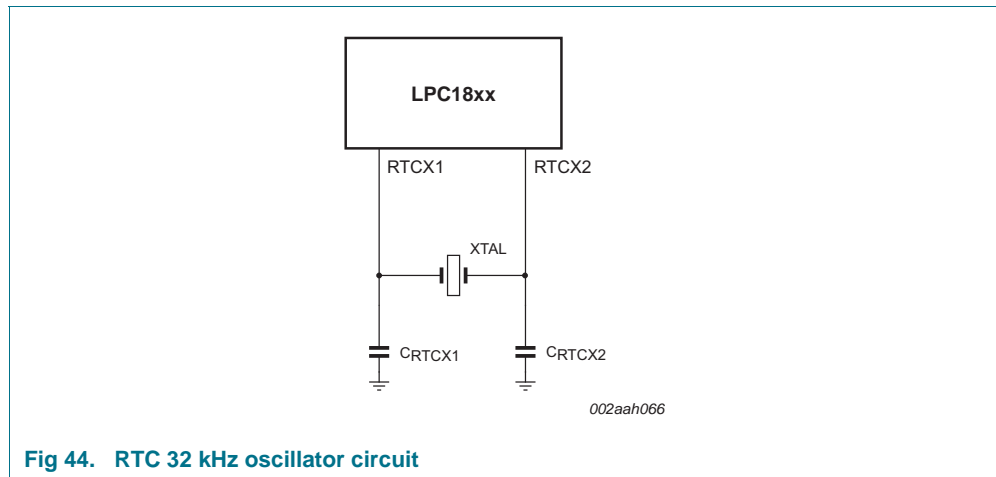 LPC18xx
RTCX1
RTCX2
XTAL
CRTCX1
CRTCX2
002aah066
Fig 44. RTC 32 kHz oscillator circuit